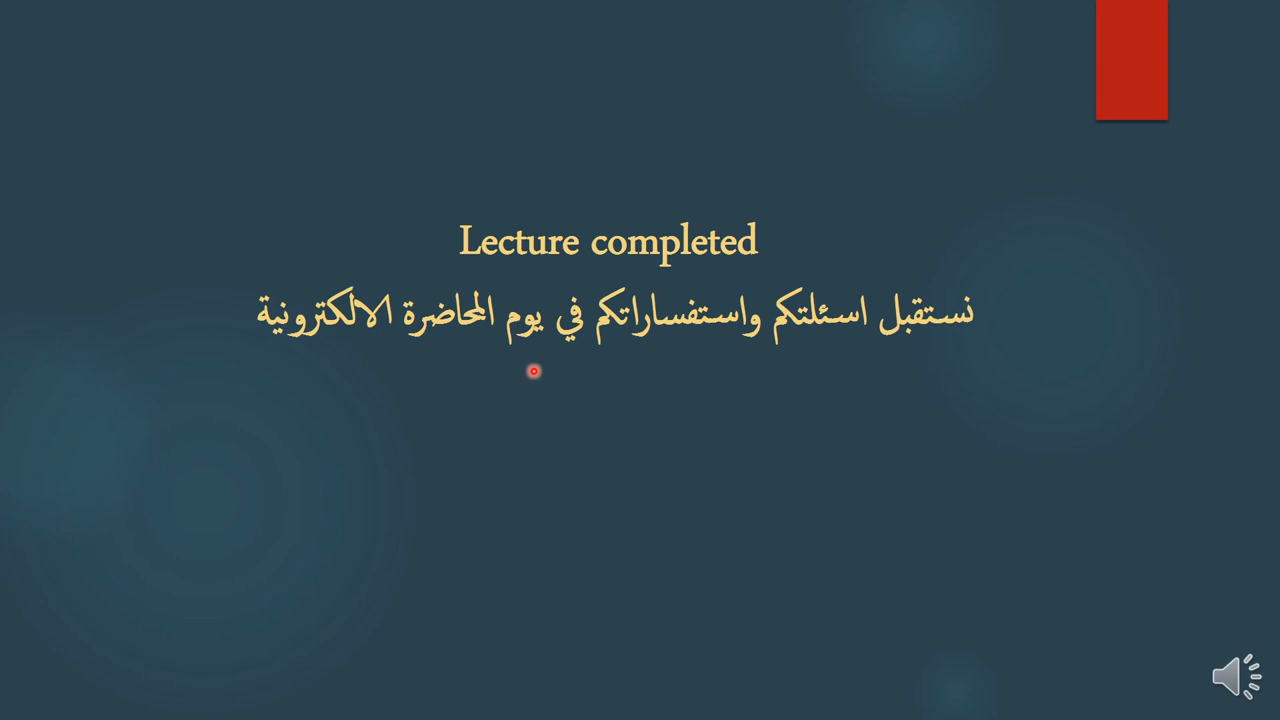 Lecture completed
نستقبل اسئلتكم واستفساراتكم في يوم المحاضرة الالكترونية